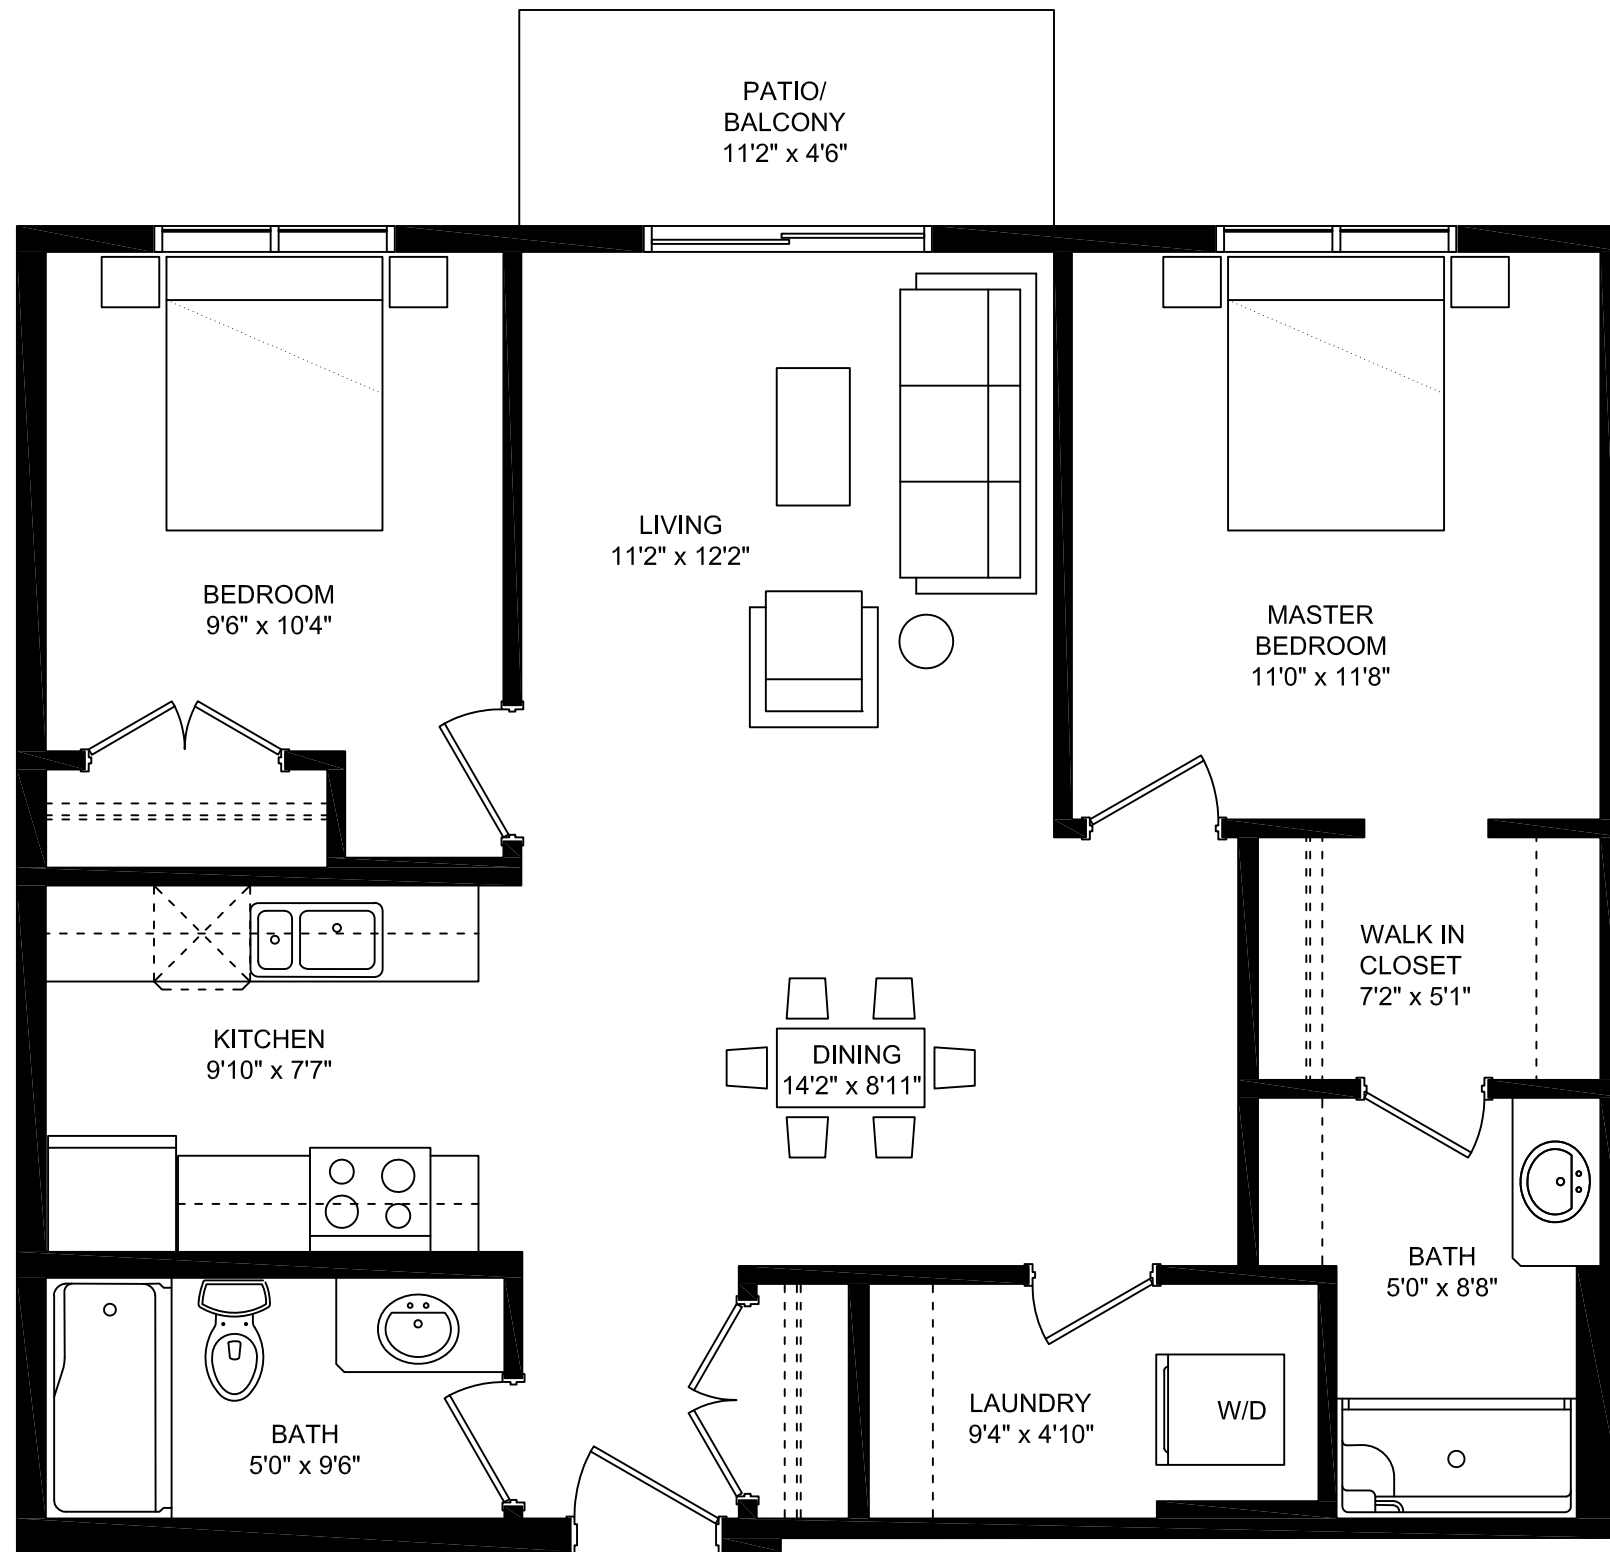 PATIO/
BALCONY
11'2" x 4'6"
LIVING
11'2" x 12'2"
BEDROOM
9'6" x 10'4"
MASTER
BEDROOM
11'0" x 11'8"
WALK IN
CLOSET
7'2" x 5'1"
KITCHEN
9'10" x 7'7"
DINING
14'2" x 8'11"
BATH
5'0" x 8'8"
LAUNDRY
9'4" x 4'10"
W/D
BATH
5'0" x 9'6"